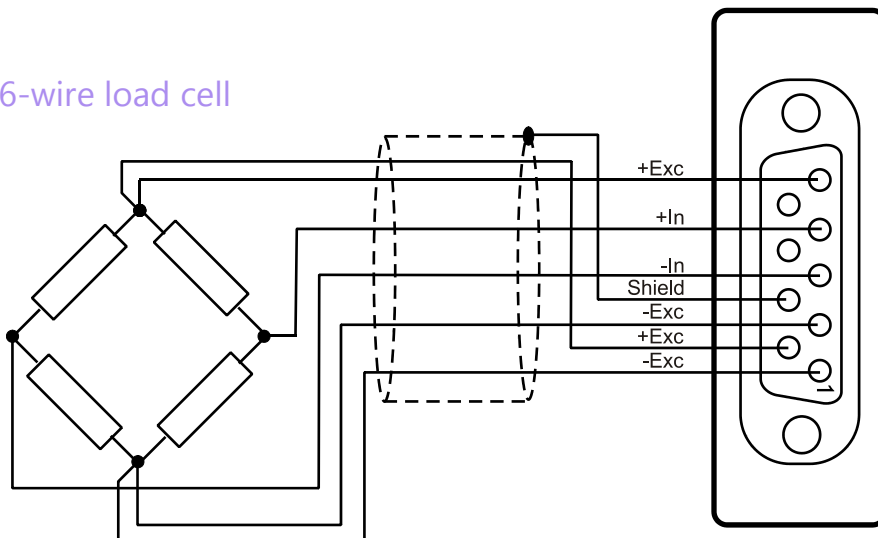 6-wire load cell
+Exc
+In
-In
Shield
-Exc
+Exc
-Exc
1